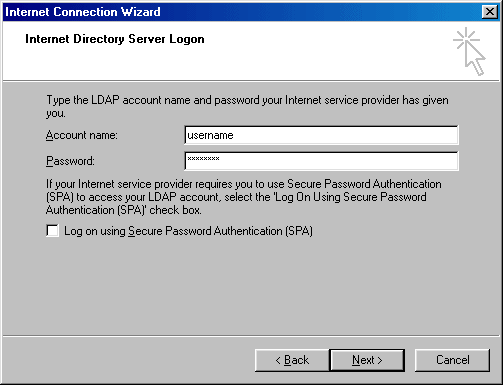 Internet Connection Wizard
Internet Directory Server Logon
Type the LDAP account name and password your Internet service provider has given
you.
Account name:
username
Password:
xxxxxxxx
If your Internet service provider requires you to use Secure Password Authentication
(SPA) to access your LDAP account, select the 'Log On Using Secure Password
Authentication (SPA)' check box.
Log on using Secure Password Authentication (SPA)
< Back
Next >
Cancel